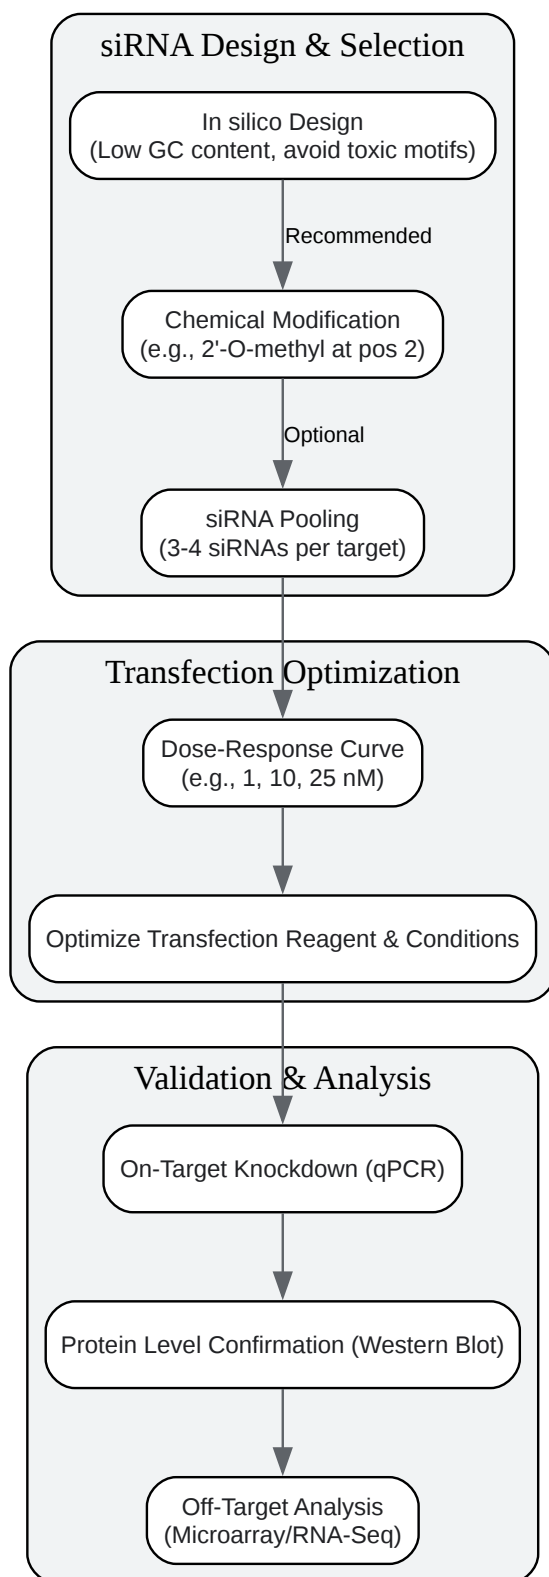 siRNA Design & Selection
In silico Design
(Low GC content, avoid toxic motifs)
Recommended
Chemical Modification
(e.g., 2'-O-methyl at pos 2)
Optional
siRNA Pooling
(3-4 siRNAs per target)
Transfection Optimization
Dose-Response Curve
(e.g., 1, 10, 25 nM)
Optimize Transfection Reagent & Conditions
Validation & Analysis
On-Target Knockdown (qPCR)
Protein Level Confirmation (Western Blot)
Off-Target Analysis
(Microarray/RNA-Seq)